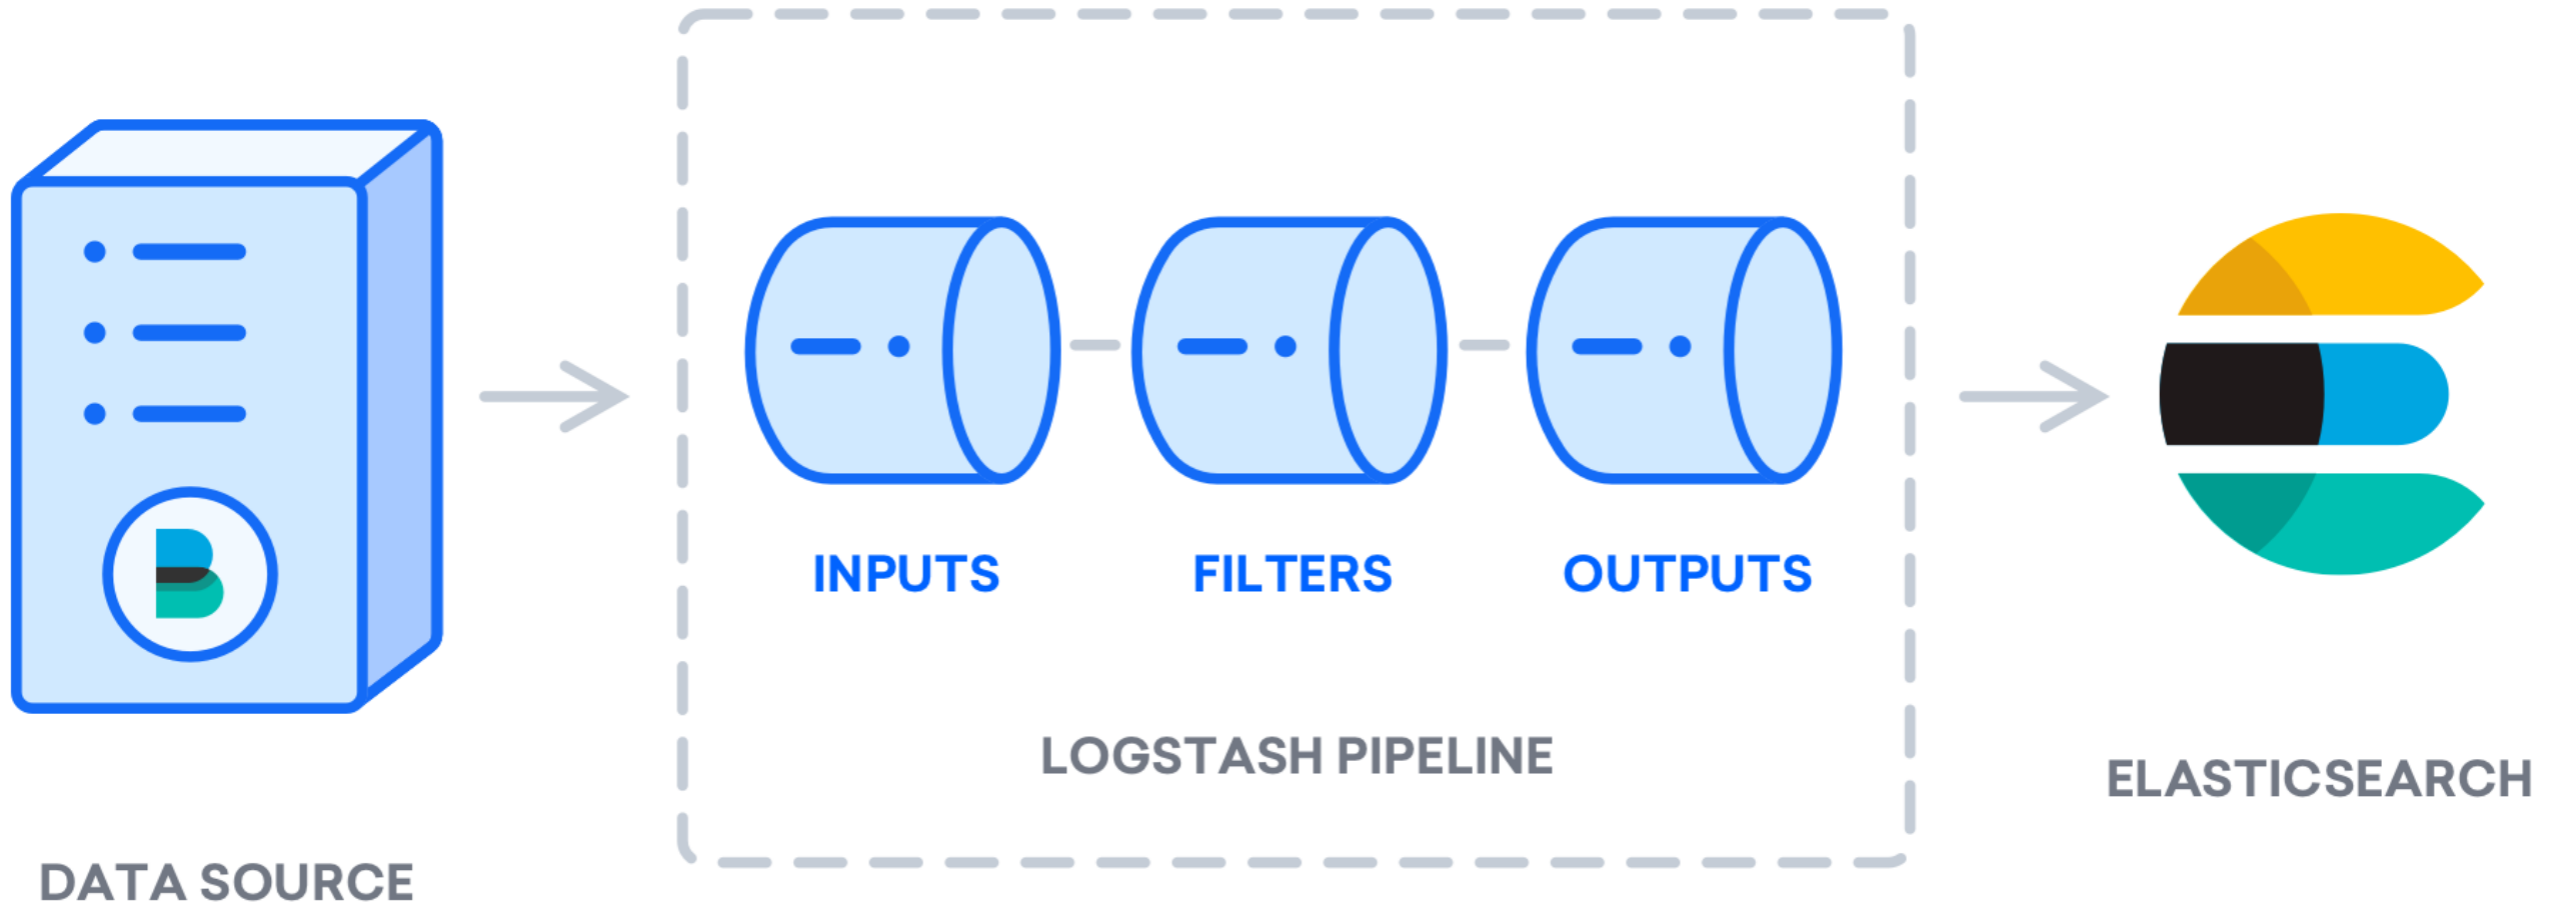 INPUTS
FILTERS
OUTPUTS
LOGSTASH PIPELINE
ELASTICSEARCH
DATA SOURCE